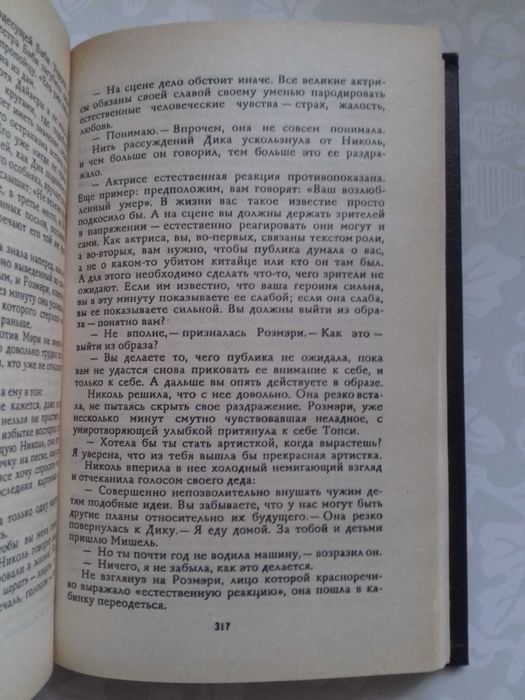 — На сцене дело обстоит иначе. Все великие актри-
сы обязаны своей славой своему уменью пародировать
естественные человеческие чувства — страх, жалость,
любовь.
— Понимаю.— Впрочем, она не совсем понимала.
Нить рассуждений Дика ускользнула от Николь,
и чем больше он говорил, тем больше это ее раздра-
жало.
— Актрисе естественная реакция противопоказана.
Еще пример: предположим, вам говорят: «Ваш возлюб-
ленный умер». В жизни вас такое известие просто
подкосило бы. А на сцене вы должны держать зрителей
в напряжении — естественно реагировать они могут и
сами. Как актриса, вы, во-первых, связаны текстом роли,
а во-вторых, вам нужно, чтобы публика думала о вас,
а не о каком-то убитом китайце или кто он там был.
А для этого необходимо сделать что-то, чего зрители не
ожидают. Если им известно, что ваша героиня сильна,
вы в эту минуту показываете ее слабой; если она слаба,
вы ее показываете сильной. Вы должны выйти из обра-
за — понятно вам?
— Не вполне,— призналась Розмэри.— Как это —
выйти из образа?
— Вы делаете то, чего публика не ожидала, пока
вам не удастся снова приковать ее внимание к себе, и
только к себе. А дальше вы опять действуете в образе.
Николь решила, что с нее довольно. Она резко вста-
ла, не пытаясь скрыть свое раздражение. Розмэри, уже
несколько минут смутно чувствовавшая неладное, с
умиротворяющей улыбкой притянула к себе Топси.
— Хотела бы ты стать артисткой, когда вырастешь?
Я уверена, что из тебя вышла бы прекрасная артистка.
Николь вперила в нее холодный немигающий взгляд
и отчеканила голосом своего деда:
— Совершенно непозволительно внушать чужим де-
тям подобные идеи. Вы забываете, что у нас могут быть
другие планы относительно их будущего.— Она резко
повернулась к Дику.— Я еду домой. За тобой и детьми
пришлю Мишель.
— Но ты почти год не водила машину,— возразил он.
— Ничего, я не забыла, как это делается.
Не взглянув на Розмэри, лицо которой красноречи-
во выражало «естественную реакцию», она пошла в ка-
бинку переодеться.
317